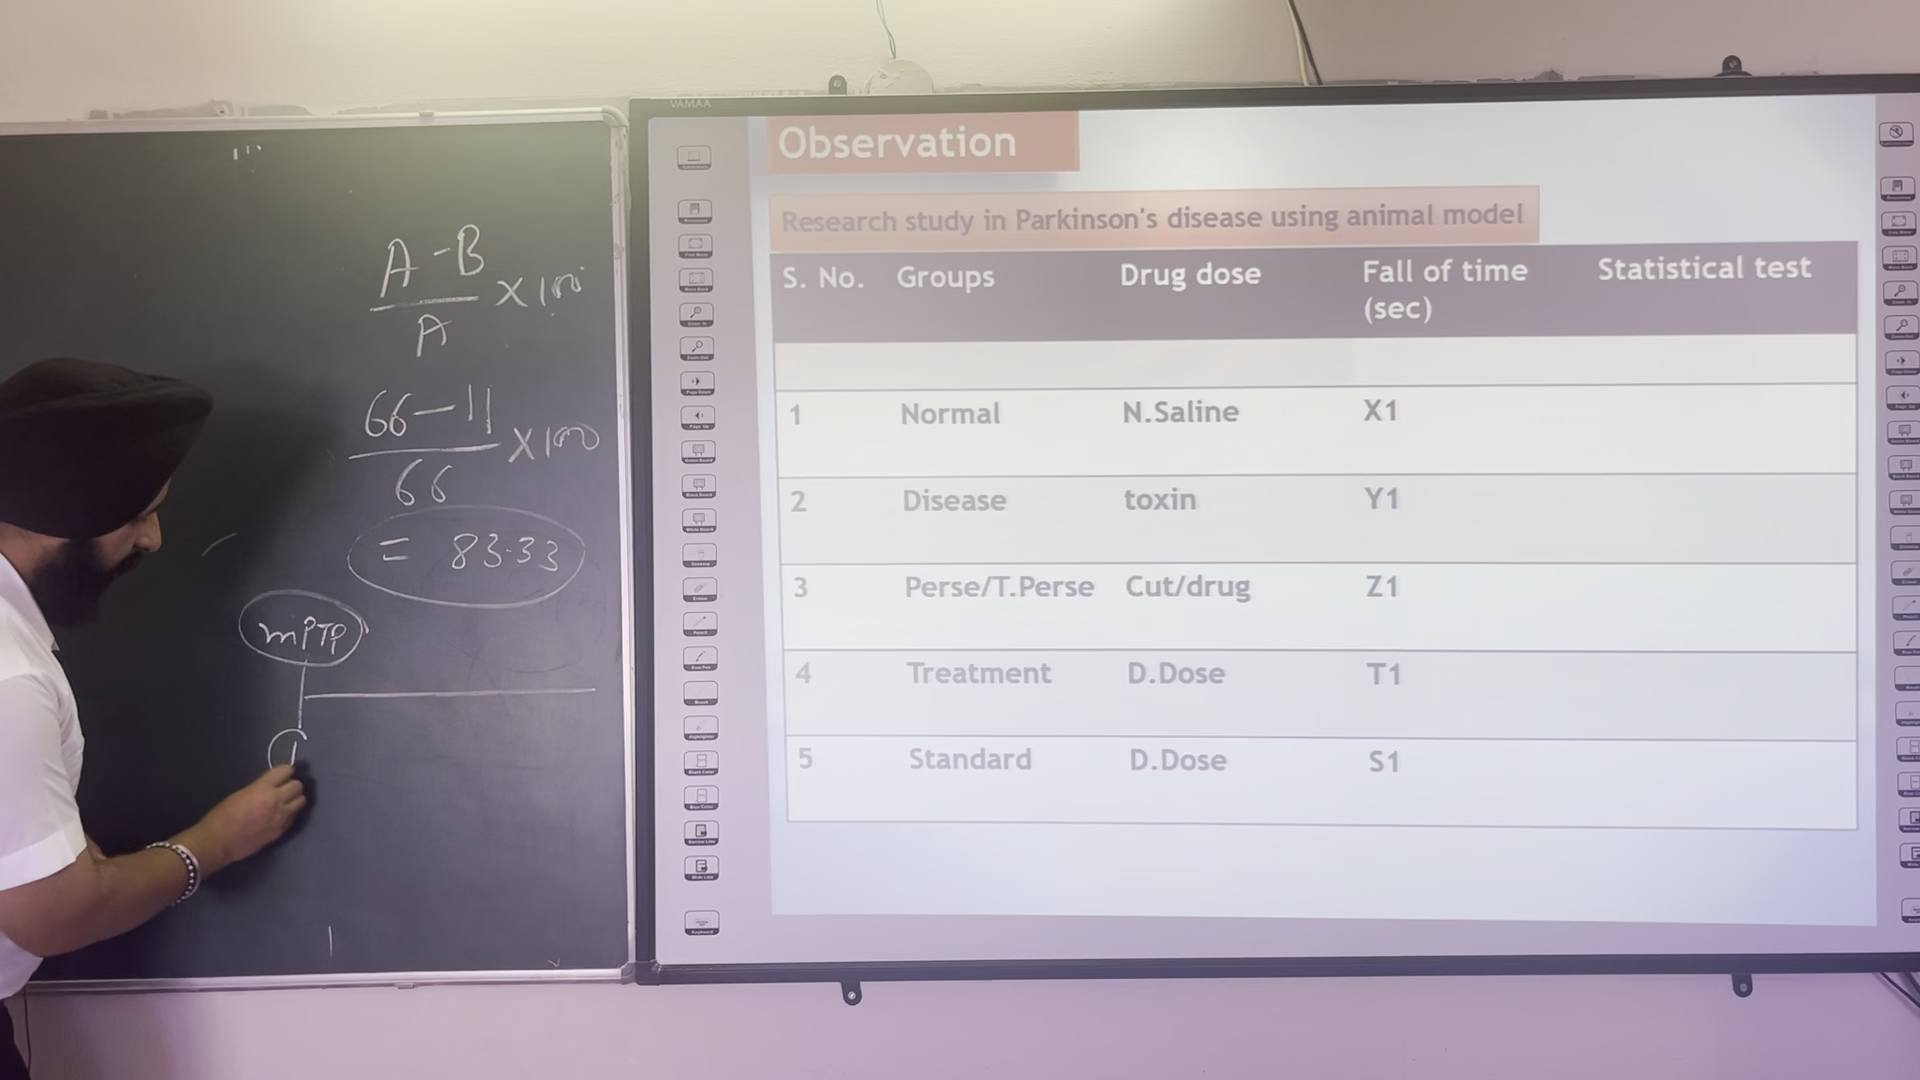 A - B
A
X 100
66 - 11
66
X 100
= 83.33
mPTP
VAMAA
Observation
Research study in Parkinson's disease using animal model
S. No. Groups Drug dose Fall of time (sec) Statistical test
1 Normal N.Saline X1
2 Disease toxin Y1
3 Perse/T.Perse Cut/drug Z1
4 Treatment D.Dose T1
5 Standard D.Dose S1